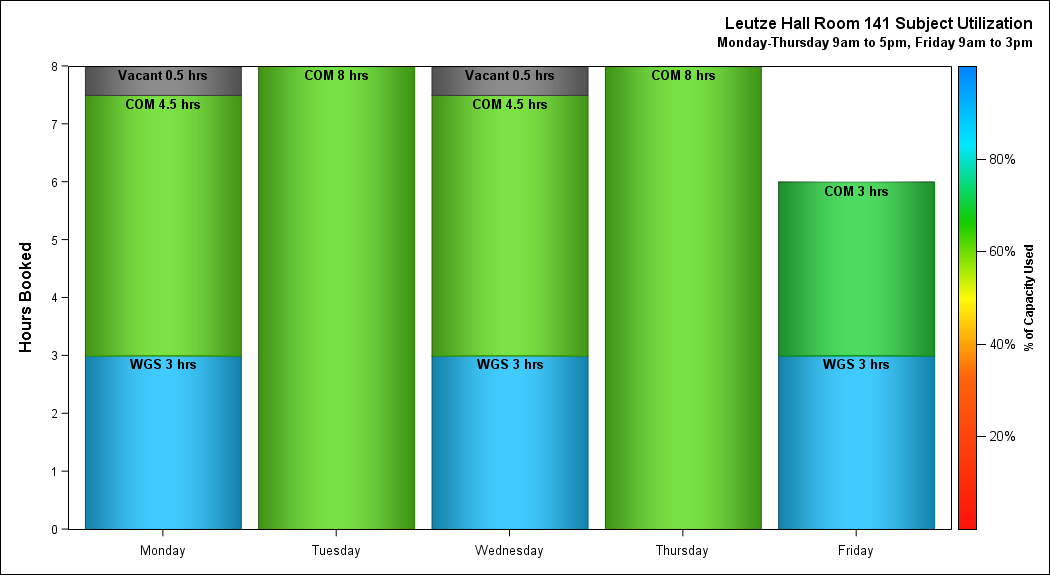 Leutze Hall Room 141 Subject Utilization
Monday-Thursday 9am to 5pm, Friday 9am to 3pm
Hours Booked
8
7
6
5
4
3
2
1
0
Vacant 0.5 hrs
COM 4.5 hrs
WGS 3 hrs
COM 8 hrs
Vacant 0.5 hrs
COM 4.5 hrs
WGS 3 hrs
COM 8 hrs
COM 3 hrs
WGS 3 hrs
Monday
Tuesday
Wednesday
Thursday
Friday
80%
60%
40%
20%
% of Capacity Used